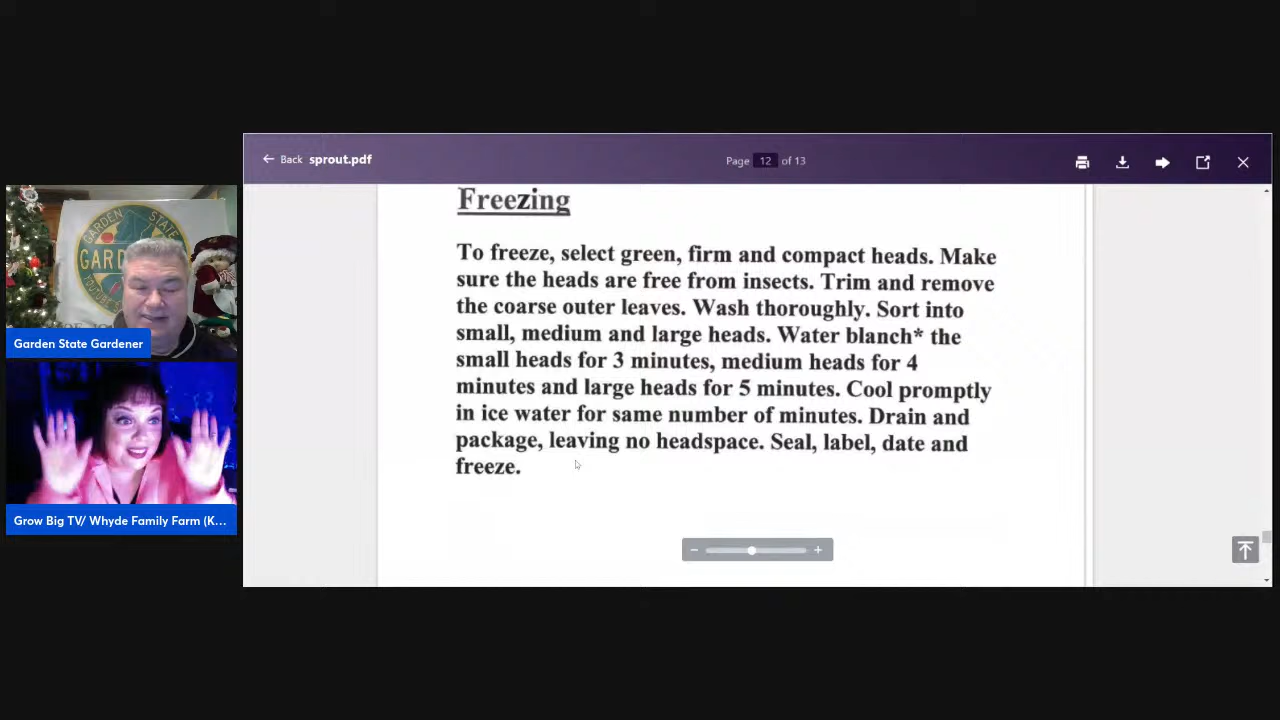 Back sprout.pdf
Page 12 of 13
Freezing
To freeze, select green, firm and compact heads. Make
sure the heads are free from insects. Trim and remove
the coarse outer leaves. Wash thoroughly. Sort into
small, medium and large heads. Water blanch* the
small heads for 3 minutes, medium heads for 4
minutes and large heads for 5 minutes. Cool promptly
in ice water for same number of minutes. Drain and
package, leaving no headspace. Seal, label, date and
freeze.
GARDEN STATE
GARD
Garden State Gardener
Grow Big TV/ Whyde Family Farm (K...